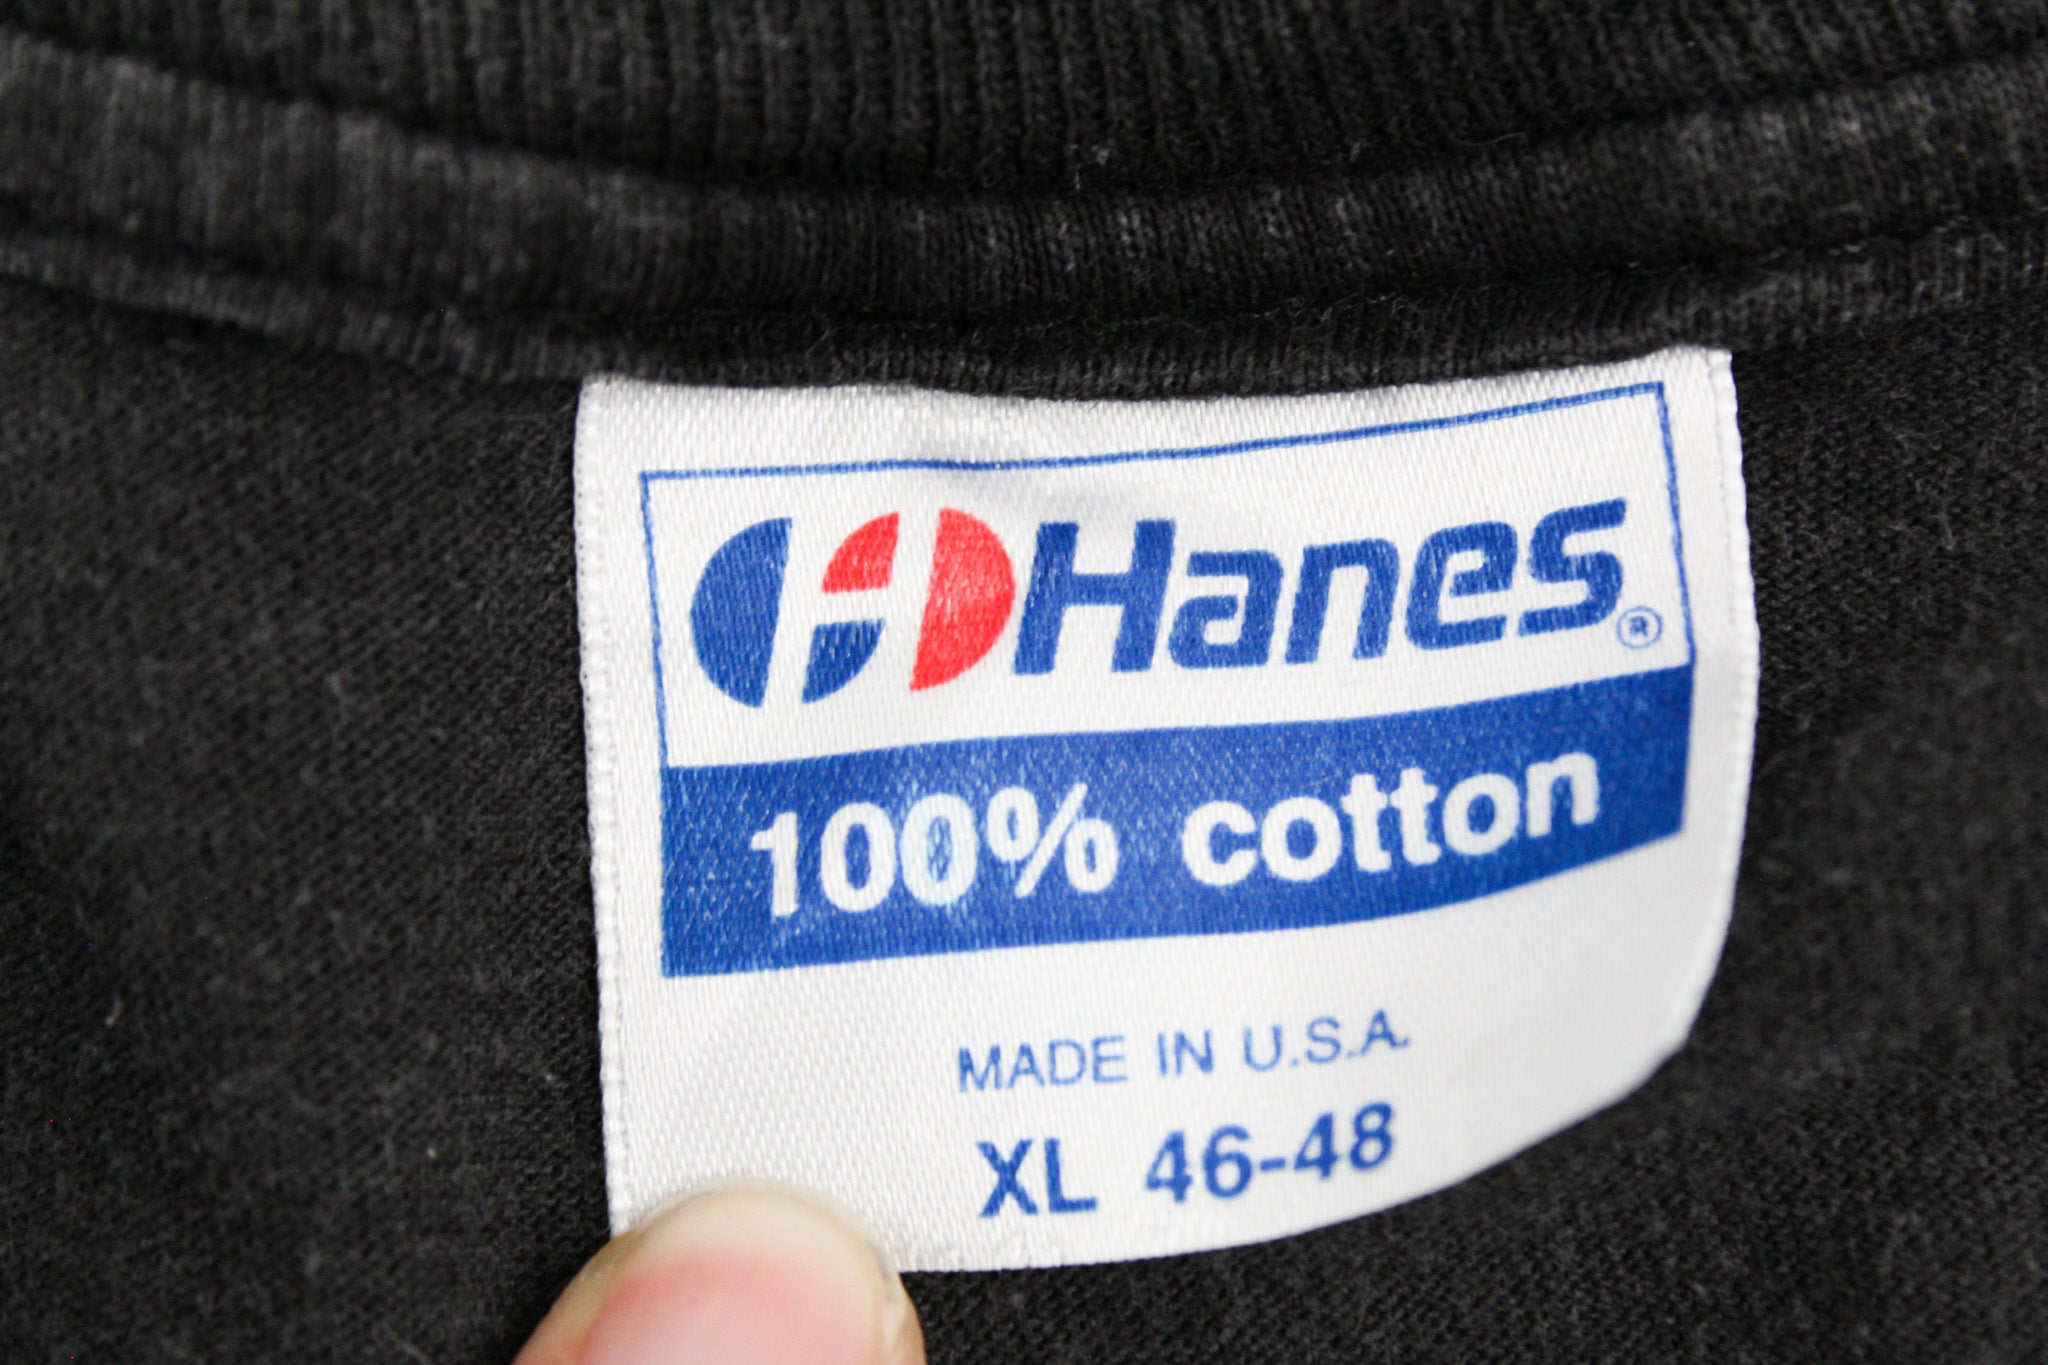 Hanes®
100% cotton
MADE IN U.S.A.
XL 46-48